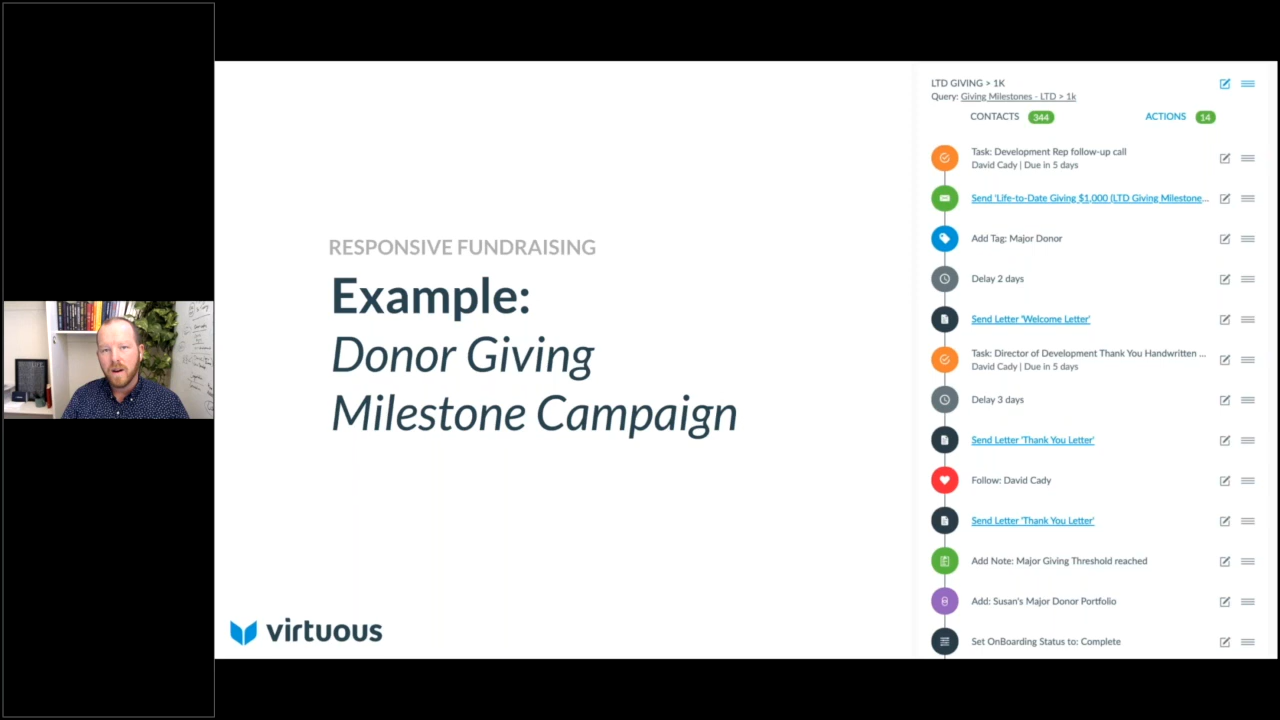 RESPONSIVE FUNDRAISING
Example:
Donor Giving
Milestone Campaign
virtuous
LTD GIVING > 1K
Query: Giving Milestones - LTD > 1k
CONTACTS 344 ACTIONS 14
Task: Development Rep follow-up call
David Cady | Due in 5 days
Send 'Life-to-Date Giving $1,000 (LTD Giving Milestone...
Add Tag: Major Donor
Delay 2 days
Send Letter 'Welcome Letter'
Task: Director of Development Thank You Handwritten ...
David Cady | Due in 5 days
Delay 3 days
Send Letter 'Thank You Letter'
Follow: David Cady
Send Letter 'Thank You Letter'
Add Note: Major Giving Threshold reached
Add: Susan's Major Donor Portfolio
Set OnBoarding Status to: Complete